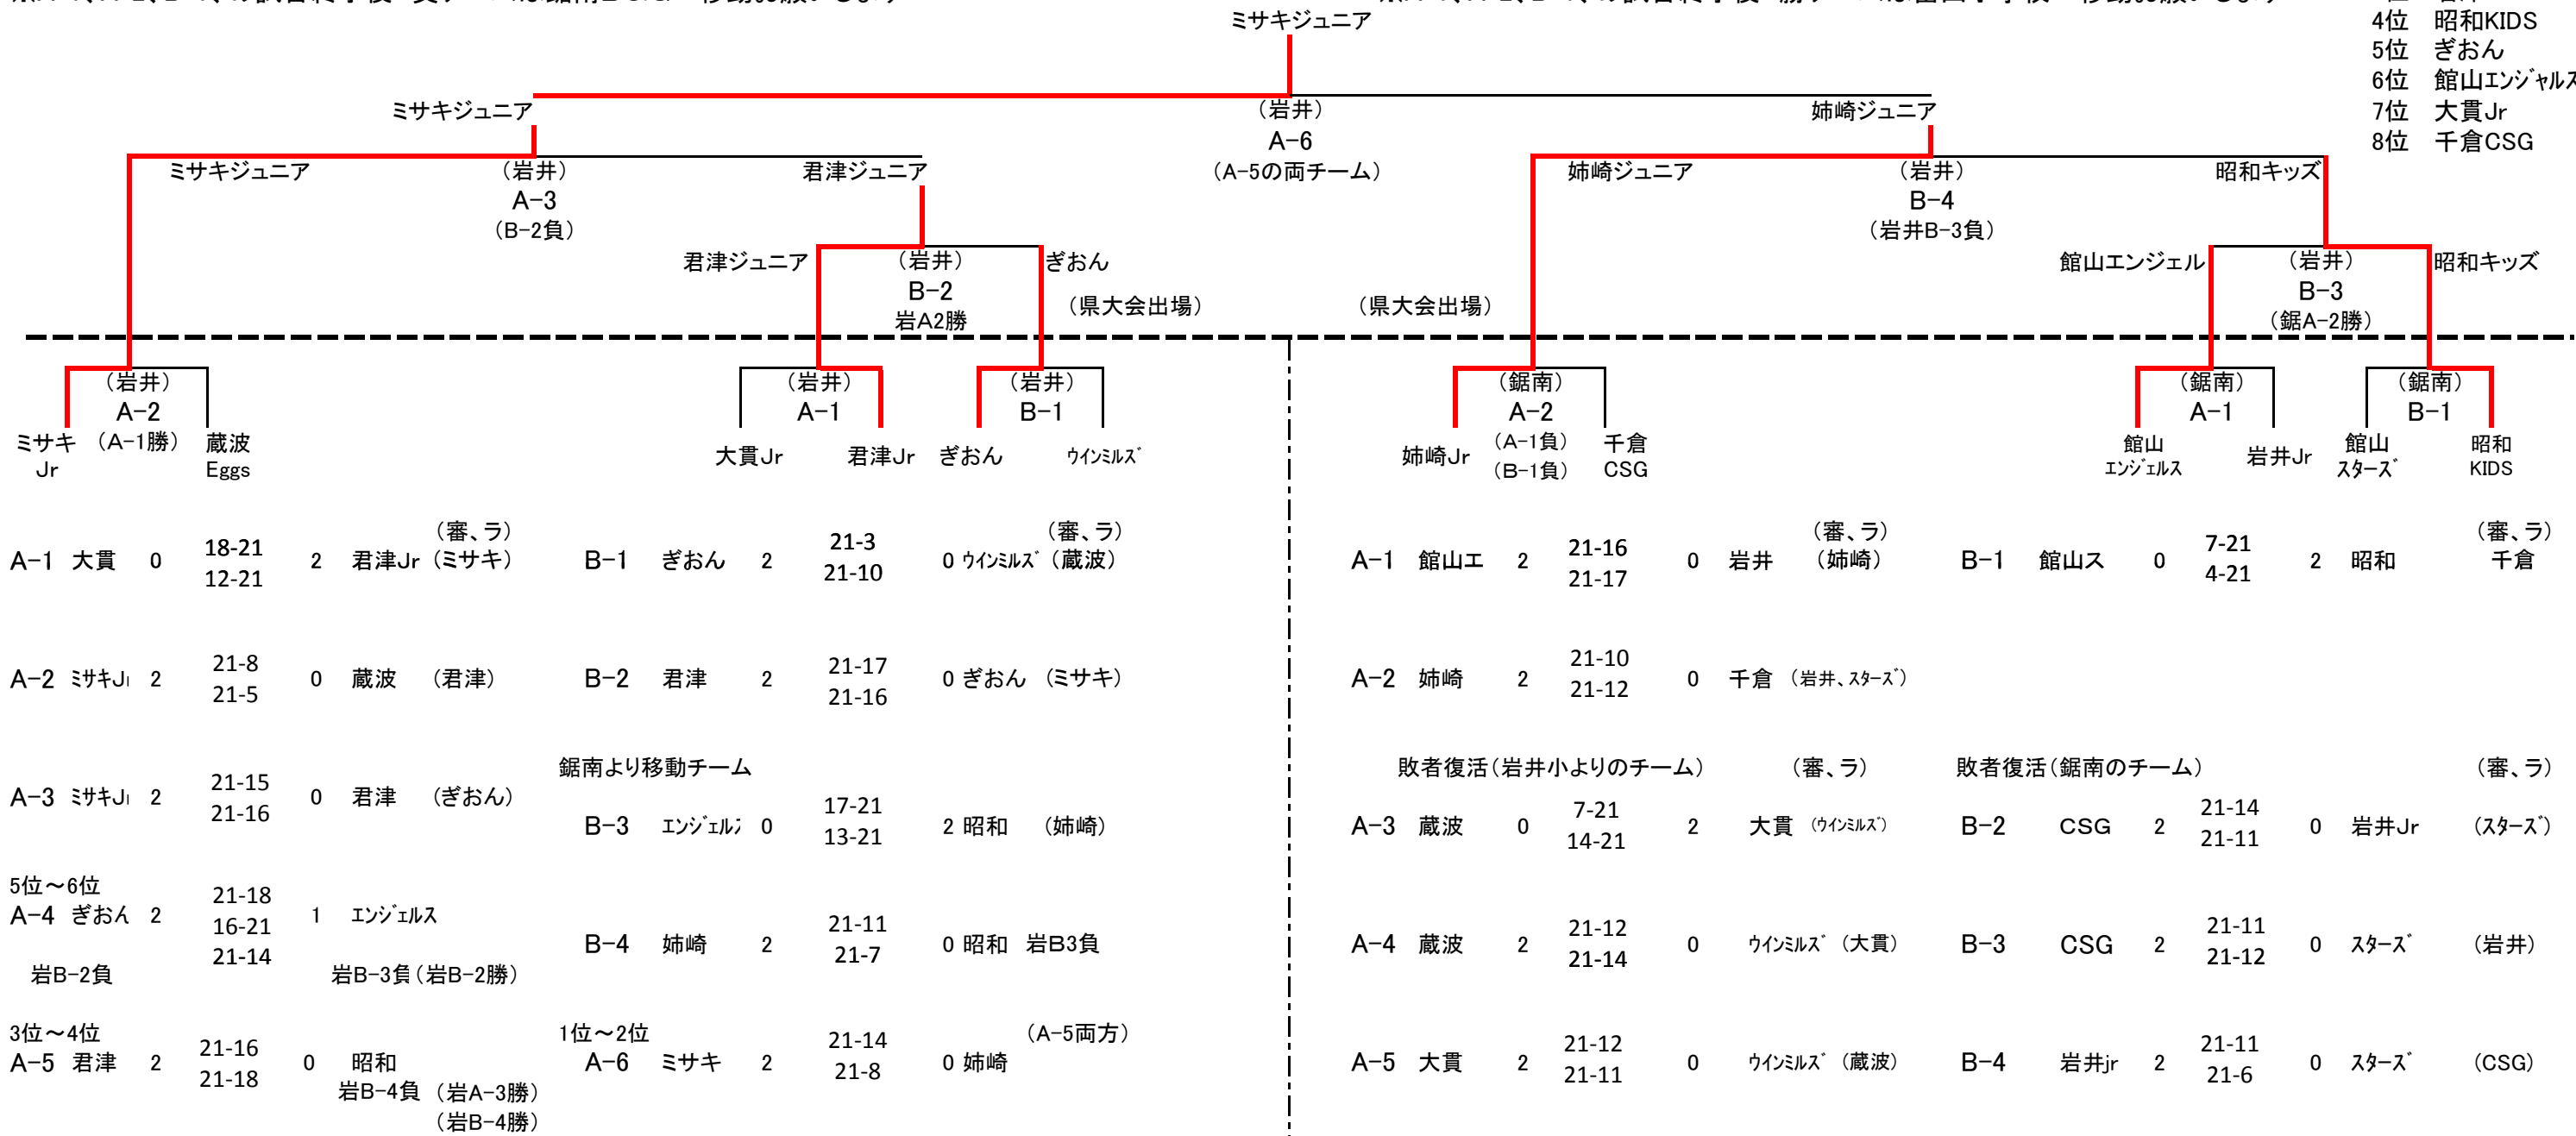 ミサキジュニア
4位 昭和KIDS
5位 ぎおん
6位 館山エンジャルス
7位 大貫Jr
8位 千倉CSG
ミサキジュニア (岩井) 姉崎ジュニア
A-6
(A-5の両チーム)
ミサキジュニア (岩井) 君津ジュニア 姉崎ジュニア (岩井) 昭和キッズ
A-3 B-4
(B-2負) (岩井B-3負)
君津ジュニア (岩井) ぎおん 館山エンジェル (岩井) 昭和キッズ
B-2 B-3
岩A2勝 (県大会出場) (県大会出場) (鋸A-2勝)
(岩井) (岩井) (岩井) (鋸南) (鋸南) (鋸南)
A-2 A-1 B-1 A-2 A-1 B-1
ミサキ Jr (A-1勝) 蔵波 Eggs 大貫Jr 君津Jr ぎおん ウインミルズ 姉崎Jr (A-1負) (B-1負) 千倉 CSG 館山 エンジェルス 岩井Jr 館山 スターズ 昭和 KIDS
(審、ラ) (審、ラ) (審、ラ) (審、ラ)
A-1 大貫 0 18-21 12-21 2 君津Jr (ミサキ) B-1 ぎおん 2 21-3 21-10 0 ウインミルズ (蔵波) A-1 館山エ 2 21-16 21-17 0 岩井 (姉崎) B-1 館山ス 0 7-21 4-21 2 昭和 千倉
A-2 ミサキJ 2 21-8 21-5 0 蔵波 (君津) B-2 君津 2 21-17 21-16 0 ぎおん (ミサキ) A-2 姉崎 2 21-10 21-12 0 千倉 (岩井、スターズ)
鋸南より移動チーム 敗者復活(岩井小よりのチーム) (審、ラ) 敗者復活(鋸南のチーム) (審、ラ)
A-3 ミサキJ 2 21-15 21-16 0 君津 (ぎおん) B-3 エンジェル 0 17-21 13-21 2 昭和 (姉崎) A-3 蔵波 0 7-21 14-21 2 大貫 (ウインミルズ) B-2 CSG 2 21-14 21-11 0 岩井Jr (スターズ)
5位~6位
A-4 ぎおん 2 21-18 16-21 21-14 1 エンジェルス B-4 姉崎 2 21-11 21-7 0 昭和 岩B3負 A-4 蔵波 2 21-12 21-14 0 ウインミルズ (大貫) B-3 CSG 2 21-11 21-12 0 スターズ (岩井)
岩B-2負 岩B-3負 (岩B-2勝)
3位~4位 1位~2位 (A-5両方)
A-5 君津 2 21-16 21-18 0 昭和 A-6 ミサキ 2 21-14 21-8 0 姉崎 A-5 大貫 2 21-12 21-11 0 ウインミルズ (蔵波) B-4 岩井jr 2 21-11 21-6 0 スターズ (CSG)
岩B-4負 (岩A-3勝)
(岩B-4勝)